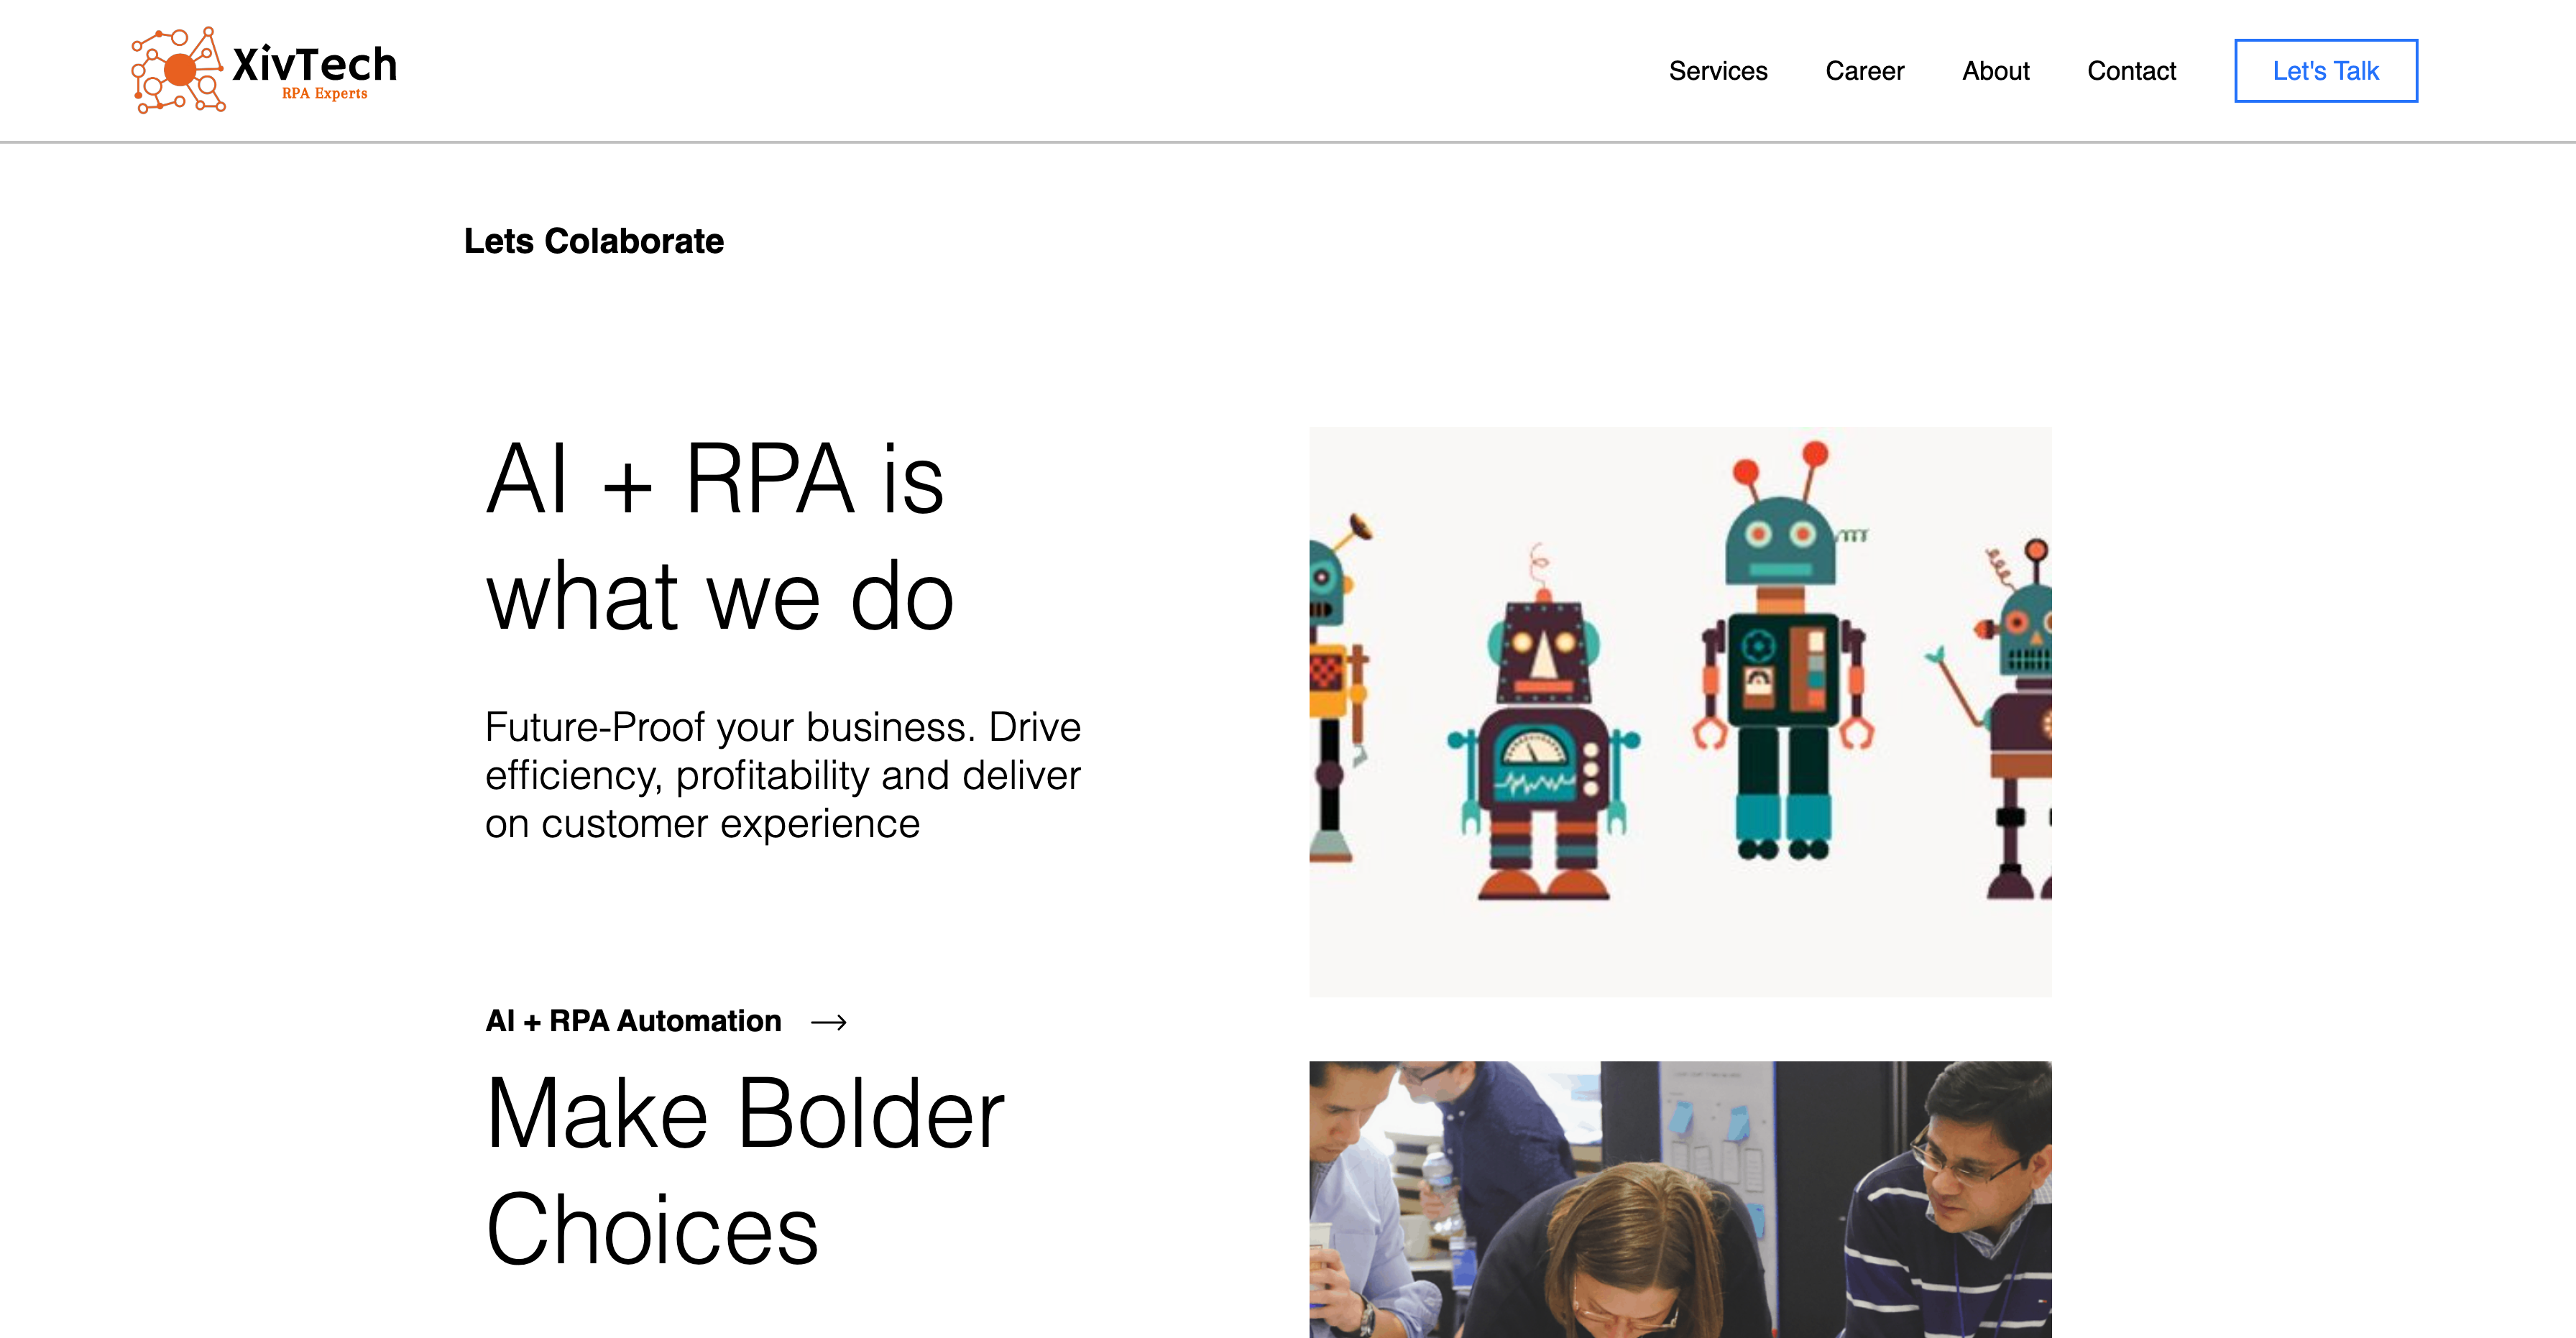 XivTech
RPA Experts
Services
Career
About
Contact
Let's Talk
Lets Colaborate
AI + RPA is
what we do
Future-Proof your business. Drive
efficiency, profitability and deliver
on customer experience
AI + RPA Automation
Make Bolder
Choices